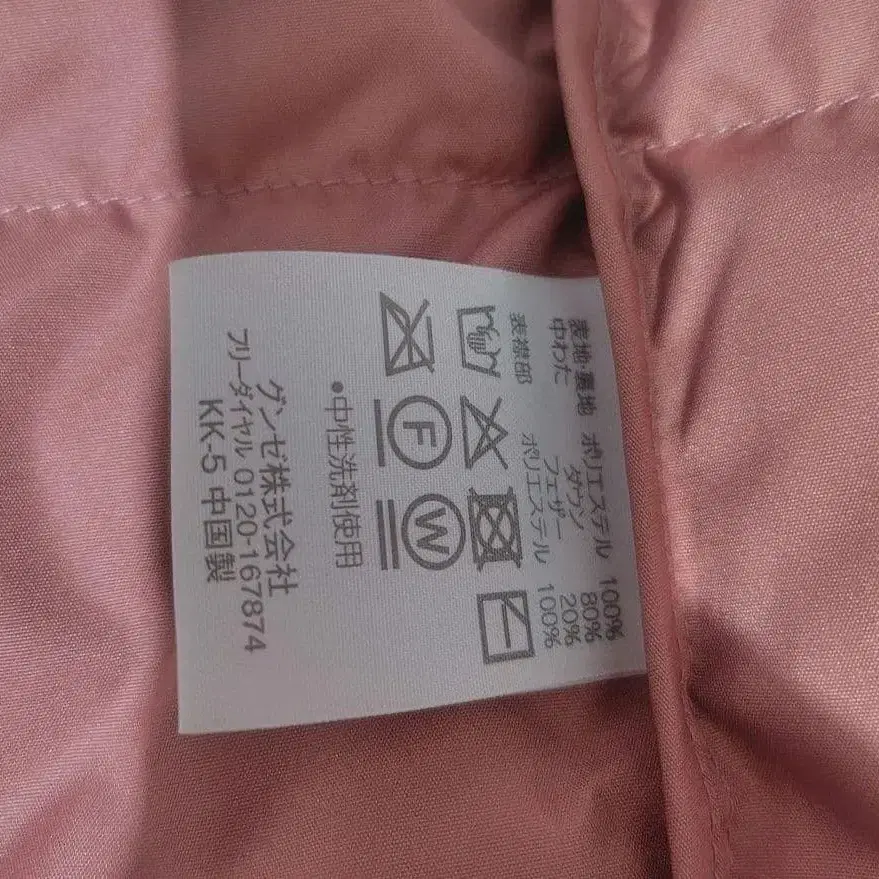 表地・裏地 ポリエステル 100%
中わた ダウン 80%
フェザー 20%
表襟部 ポリエステル 100%
F
W
•中性洗剤使用
グンゼ株式会社
フリーダイヤル 0120-167874
KK-5 中国製